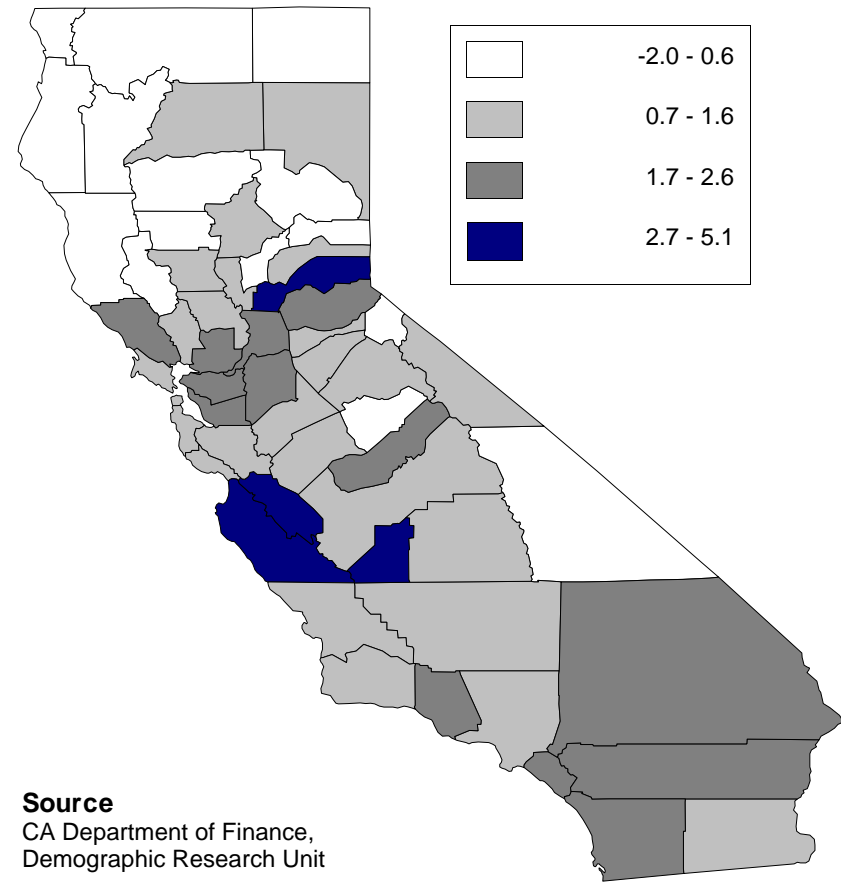 -2.0 - 0.6
0.7 - 1.6
1.7 - 2.6
2.7 - 5.1
Source
CA Department of Finance,
Demographic Research Unit